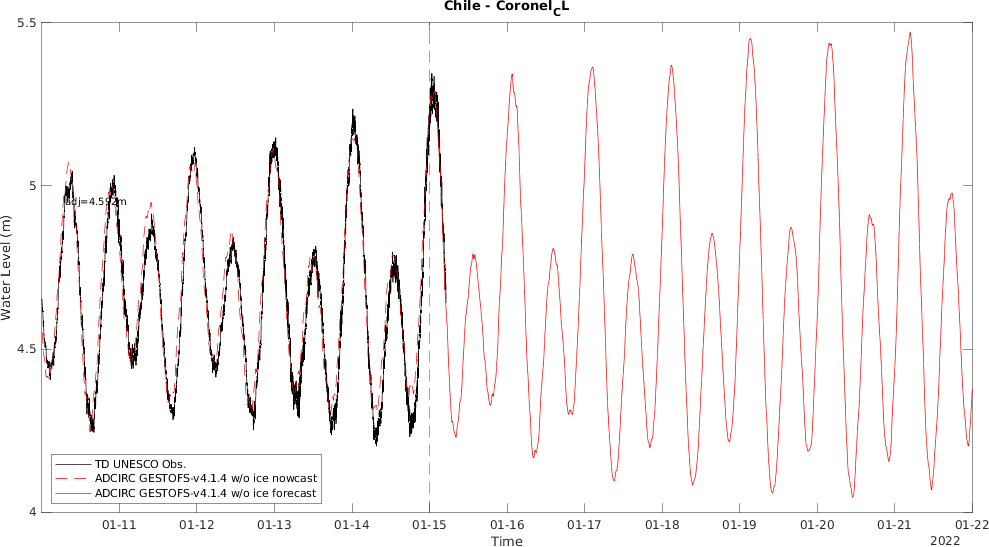 Chile - Coronel_CL
5.5
5
4.5
4
Water Level (m)
adj=4.592m
TD UNESCO Obs.
ADCIRC GESTOFS-v4.1.4 w/o ice nowcast
ADCIRC GESTOFS-v4.1.4 w/o ice forecast
01-11 01-12 01-13 01-14 01-15 01-16 01-17 01-18 01-19 01-20 01-21 01-22
Time
2022